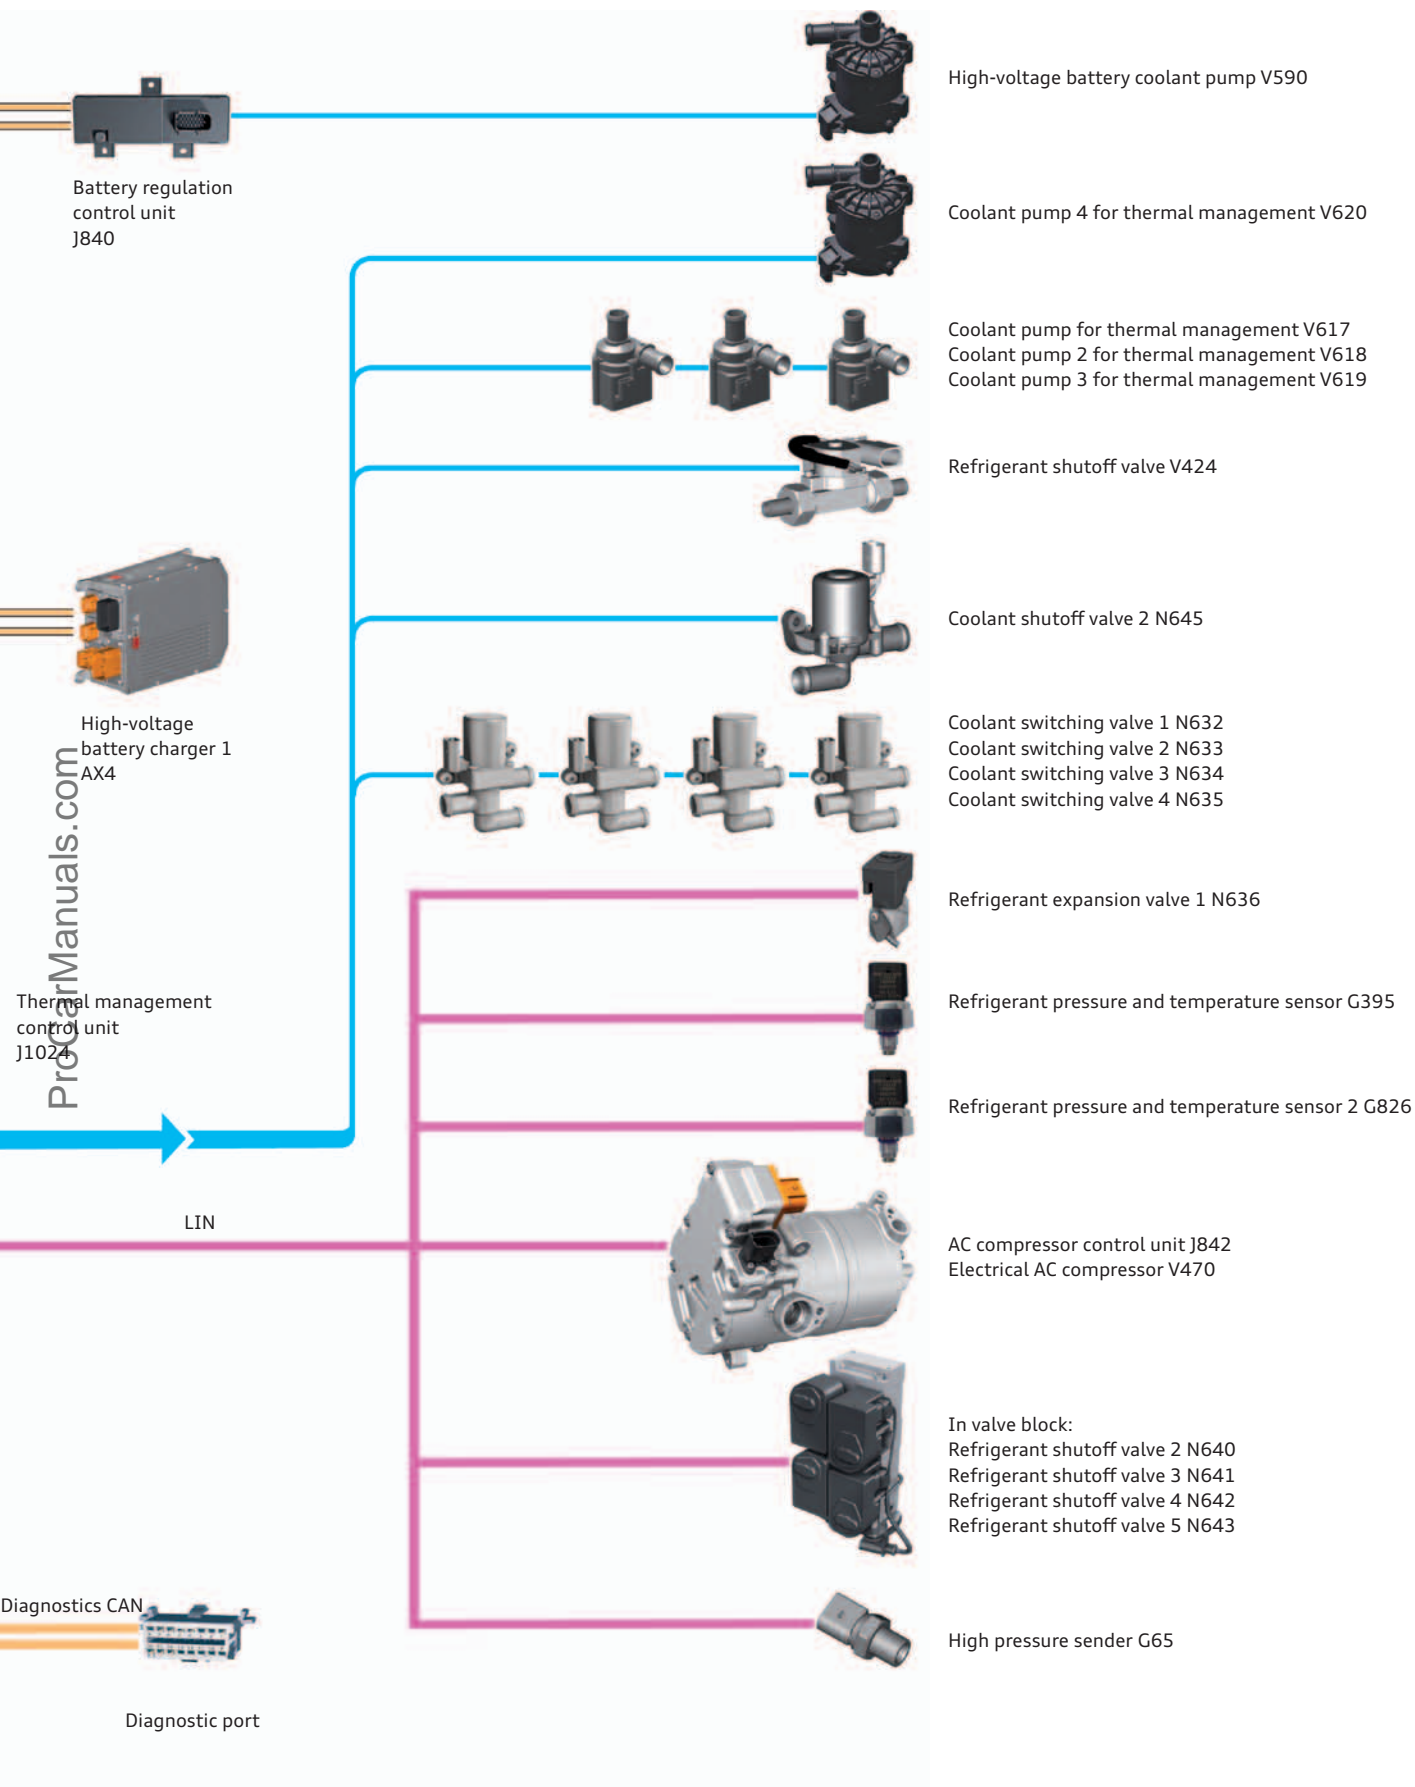 High-voltage battery coolant pump V590
Battery regulation
control unit
J840
Coolant pump 4 for thermal management V620
Coolant pump for thermal management V617
Coolant pump 2 for thermal management V618
Coolant pump 3 for thermal management V619
Refrigerant shutoff valve V424
Coolant shutoff valve 2 N645
High-voltage
battery charger 1
AX4
Coolant switching valve 1 N632
Coolant switching valve 2 N633
Coolant switching valve 3 N634
Coolant switching valve 4 N635
Refrigerant expansion valve 1 N636
ProCarManuals.com
Thermal management
control unit
J1024
Refrigerant pressure and temperature sensor G395
Refrigerant pressure and temperature sensor 2 G826
LIN
AC compressor control unit J842
Electrical AC compressor V470
In valve block:
Refrigerant shutoff valve 2 N640
Refrigerant shutoff valve 3 N641
Refrigerant shutoff valve 4 N642
Refrigerant shutoff valve 5 N643
Diagnostics CAN
High pressure sender G65
Diagnostic port